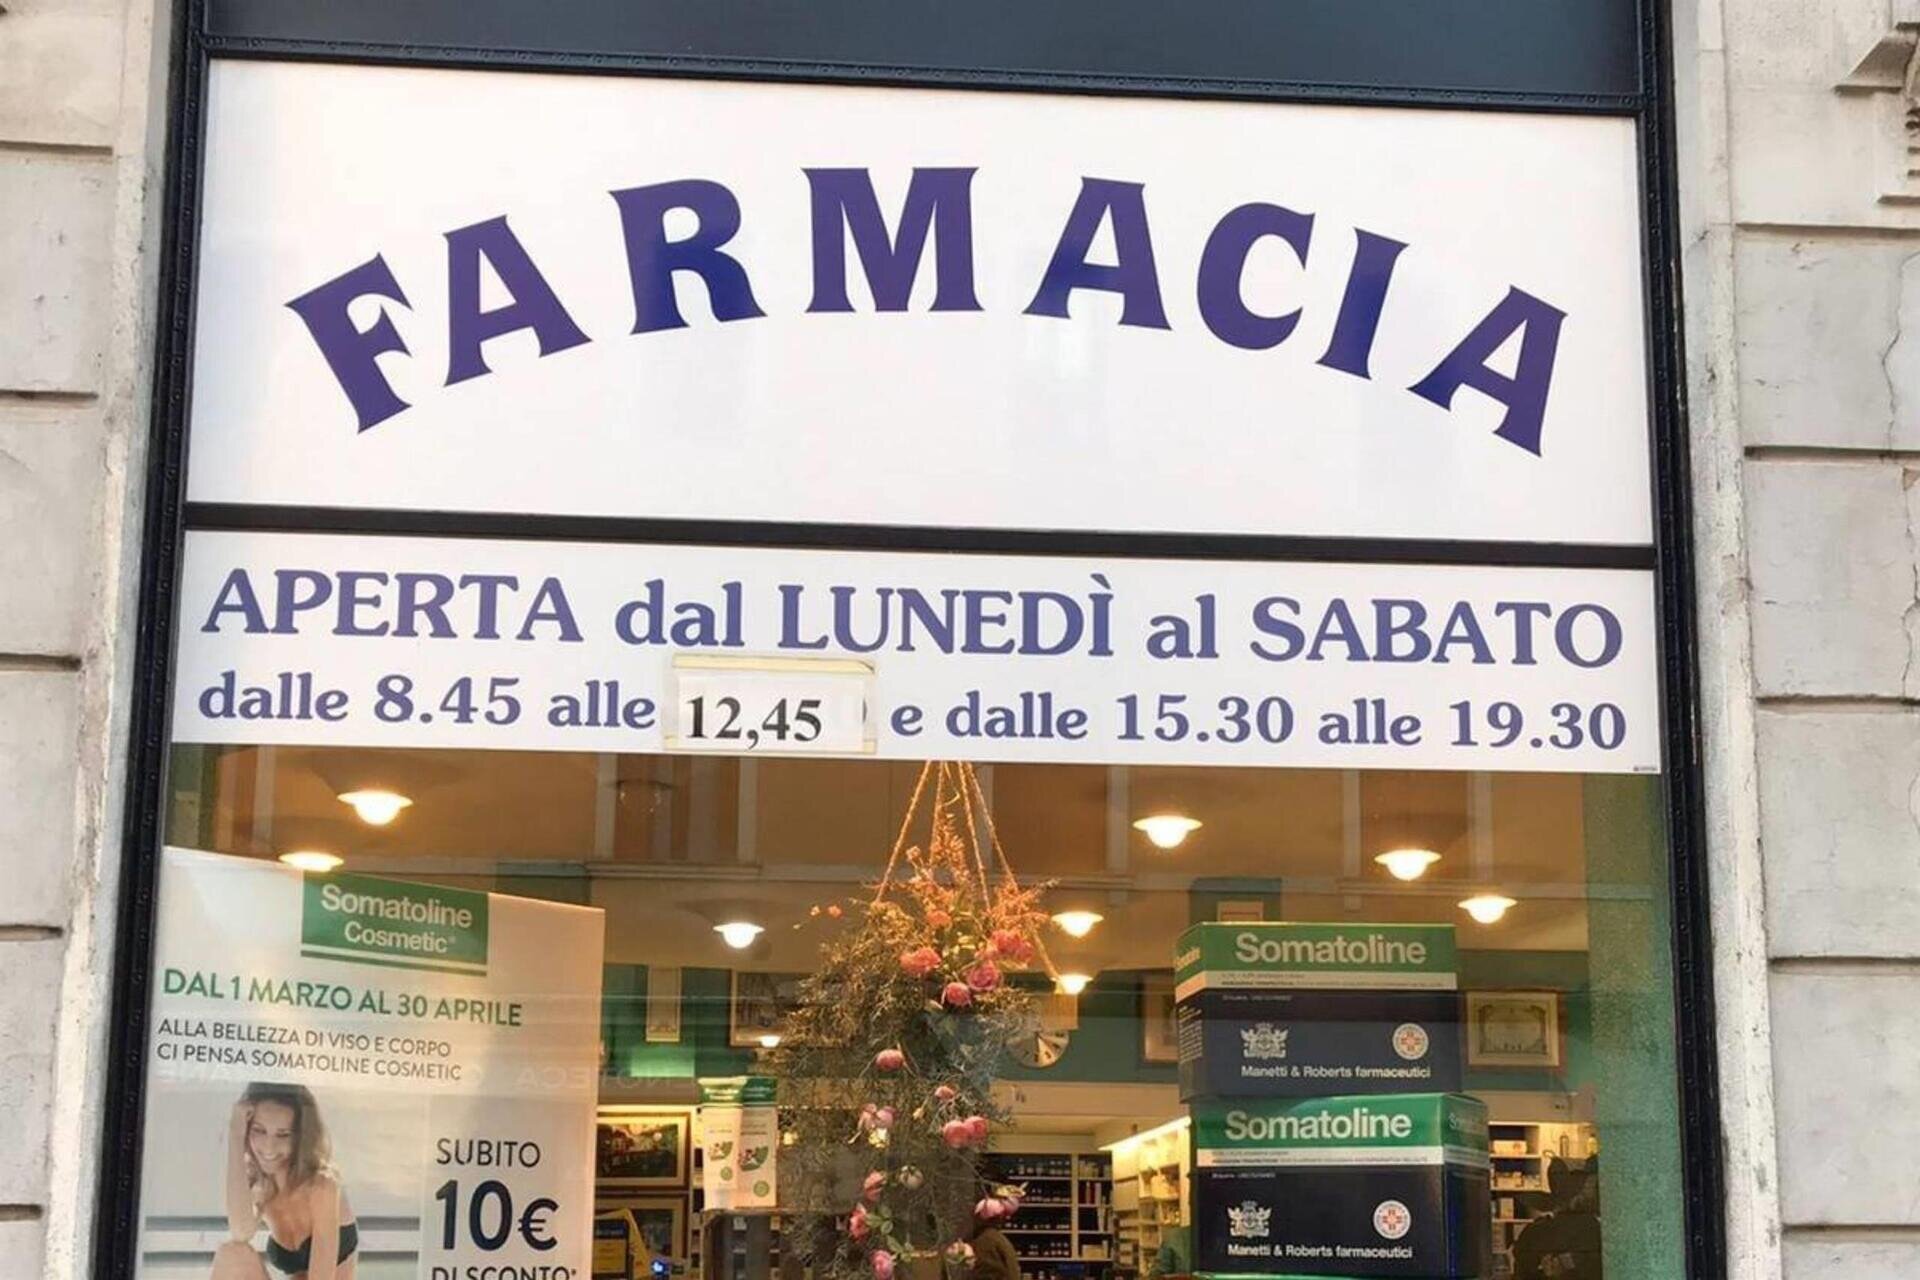 FARMACIA
APERTA dal LUNEDÌ al SABATO
dalle 8.45 alle 12,45 e dalle 15.30 alle 19.30
Somatoline
Cosmetic
DAL 1 MARZO AL 30 APRILE
ALLA BELLEZZA DI VISO E CORPO
CI PENSA SOMATOLINE COSMETIC
SUBITO
10€
DI SCONTO*
Somatoline
Manetti & Roberts farmaceutici
Somatoline
Manetti & Roberts farmaceutici